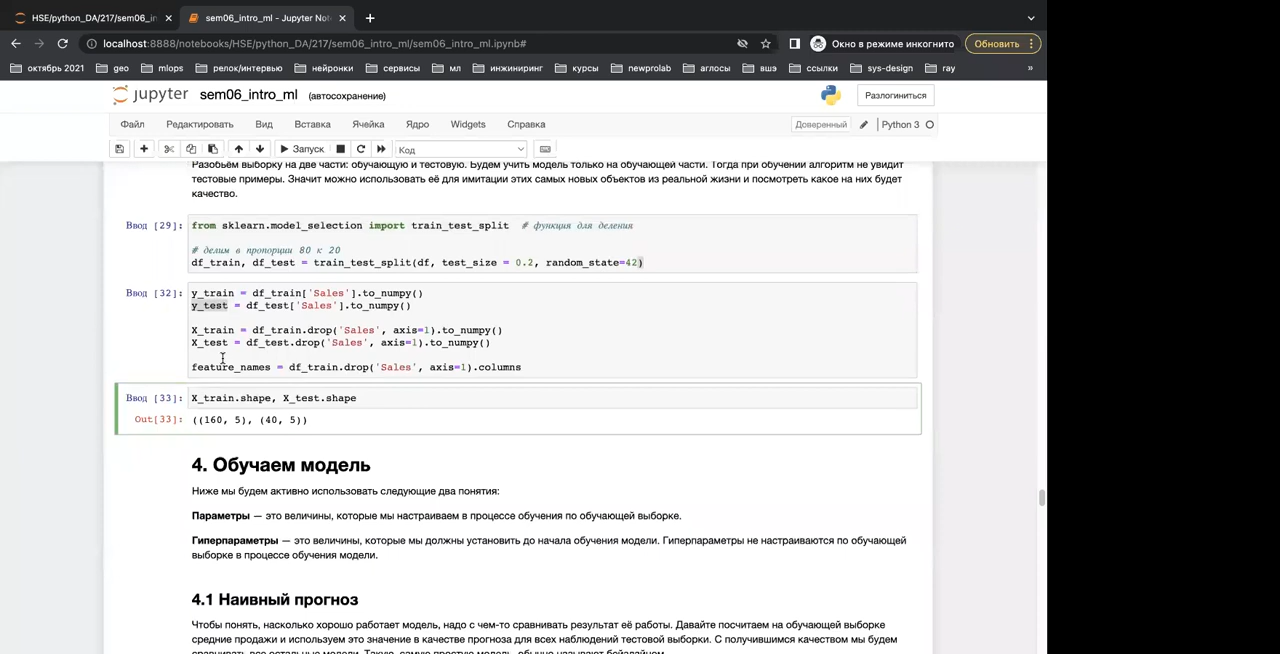 HSE/python_DA/217/sem06_in
sem06_intro_ml - Jupyter Not
localhost:8888/notebooks/HSE/python_DA/217/sem06_intro_ml/sem06_intro_ml.ipynb#
Окно в режиме инкогнито
Обновить
октябрь 2021 geo mlops релок/интервью нейронки сервисы мл инжиниринг курсы newprolab аглосы вшэ ссылки sys-design ray »
jupyter sem06_intro_ml (автосохранение)
Разлогиниться
Файл Редактировать Вид Вставка Ячейка Ядро Widgets Справка
Доверенный Python 3
Запуск Код
Разобьём выборку на две части: обучающую и тестовую. Будем учить модель только на обучающей части. Тогда при обучении алгоритм не увидит
тестовые примеры. Значит можно использовать её для имитации этих самых новых объектов из реальной жизни и посмотреть какое на них будет
качество.
Ввод [29]: from sklearn.model_selection import train_test_split # функция для деления
# делим в пропорции 80 к 20
df_train, df_test = train_test_split(df, test_size = 0.2, random_state=42)
Ввод [32]: y_train = df_train['Sales'].to_numpy()
y_test = df_test['Sales'].to_numpy()
X_train = df_train.drop('Sales', axis=1).to_numpy()
X_test = df_test.drop('Sales', axis=1).to_numpy()
feature_names = df_train.drop('Sales', axis=1).columns
Ввод [33]: X_train.shape, X_test.shape
Out[33]: ((160, 5), (40, 5))
4. Обучаем модель
Ниже мы будем активно использовать следующие два понятия:
Параметры — это величины, которые мы настраиваем в процессе обучения по обучающей выборке.
Гиперпараметры — это величины, которые мы должны установить до начала обучения модели. Гиперпараметры не настраиваются по обучающей
выборке в процессе обучения модели.
4.1 Наивный прогноз
Чтобы понять, насколько хорошо работает модель, надо с чем-то сравнивать результат её работы. Давайте посчитаем на обучающей выборке
средние продажи и используем это значение в качестве прогноза для всех наблюдений тестовой выборки. С получившимся качеством мы будем
сравнивать все остальные модели. Такую, самую простую модель, обычно называют бейзлайном.